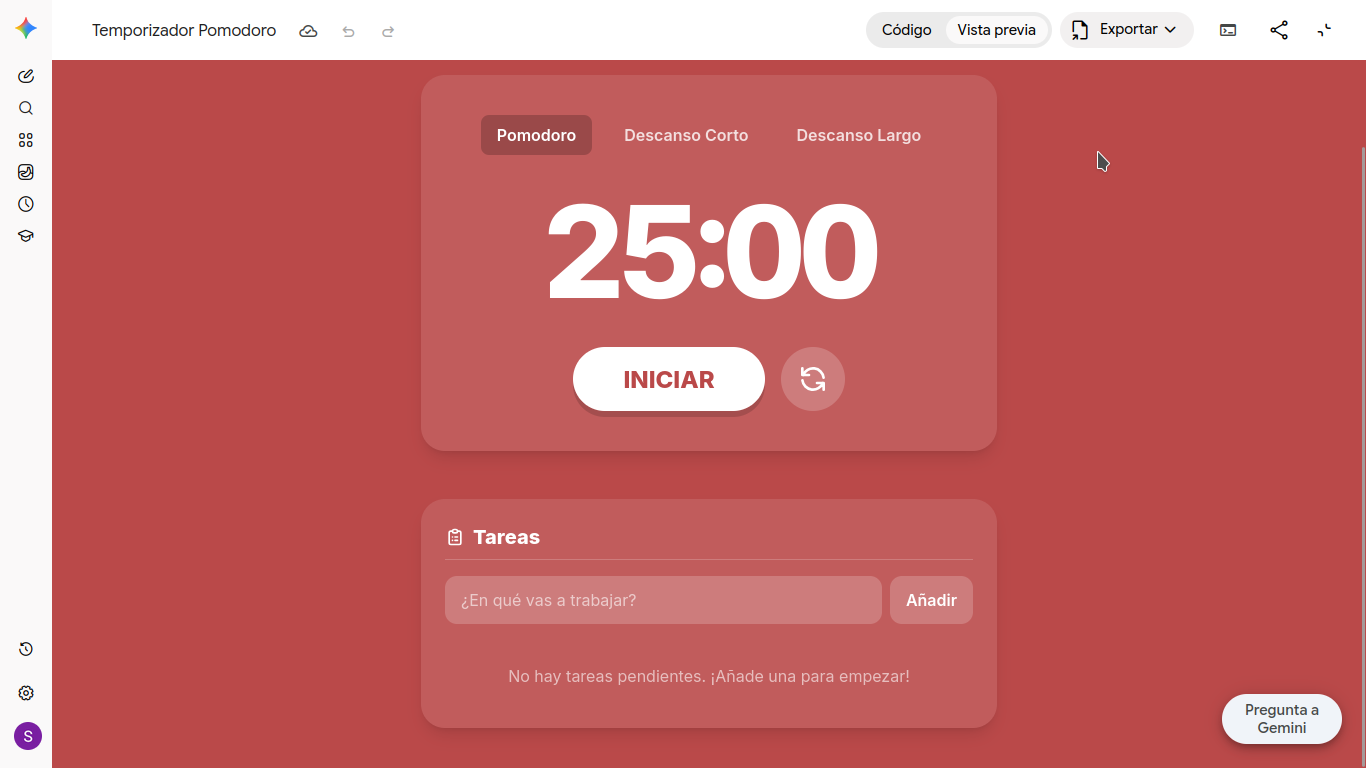 Temporizador Pomodoro
Código
Vista previa
Exportar
Pomodoro
Descanso Corto
Descanso Largo
25:00
INICIAR
Tareas
¿En qué vas a trabajar?
Añadir
No hay tareas pendientes. ¡Añade una para empezar!
S
Pregunta a
Gemini